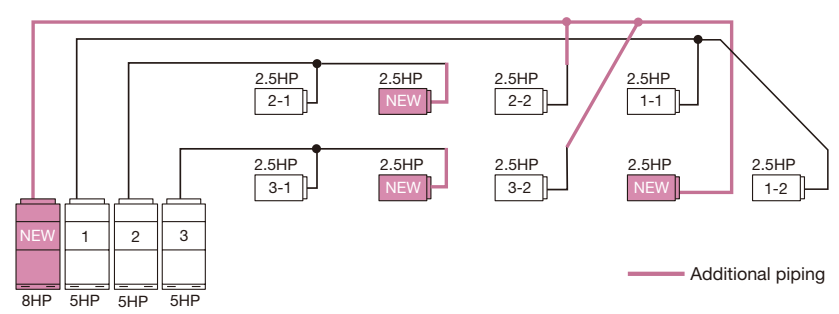 2.5HP 2.5HP 2.5HP 2.5HP
2-1 NEW 2-2 1-1
2.5HP 2.5HP 2.5HP 2.5HP 2.5HP
3-1 NEW 3-2 NEW 1-2
NEW 1 2 3
8HP 5HP 5HP 5HP
Additional piping